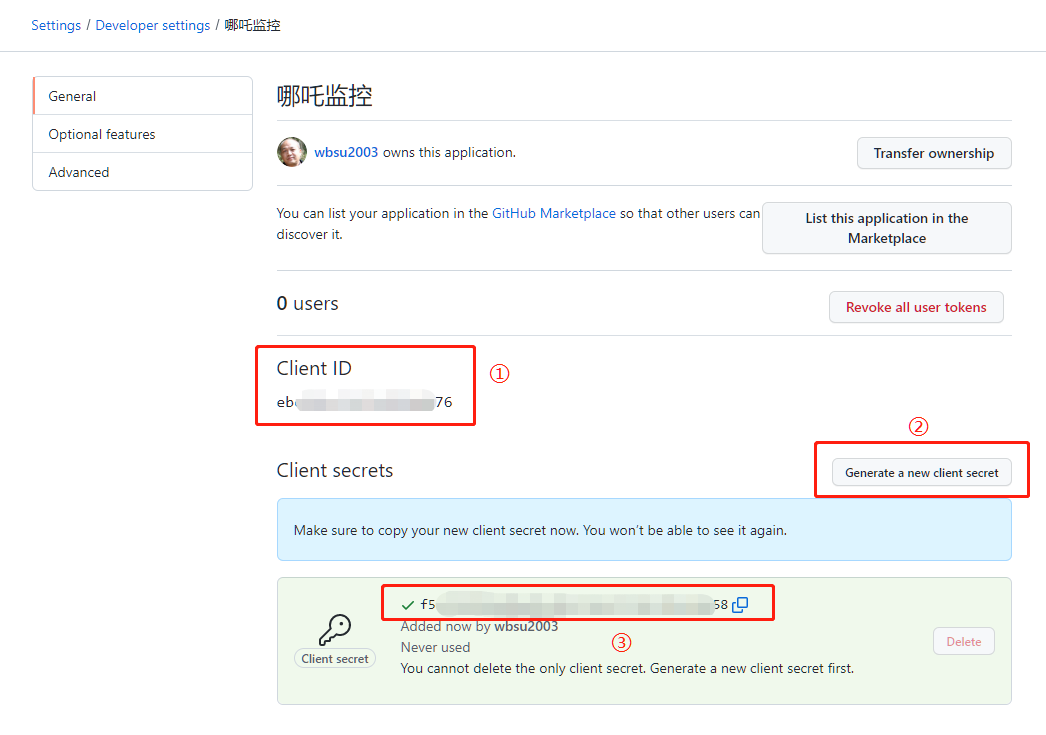 Settings / Developer settings / 哪吒监控
General
Optional features
Advanced
哪吒监控
wbsu2003 owns this application.
Transfer ownership
You can list your application in the GitHub Marketplace so that other users can
discover it.
List this application in the
Marketplace
0 users
Revoke all user tokens
Client ID
①
eb 76
②
Client secrets
Generate a new client secret
Make sure to copy your new client secret now. You won't be able to see it again.
f5 58
Added now by wbsu2003
③
Never used
Client secret
Delete
You cannot delete the only client secret. Generate a new client secret first.